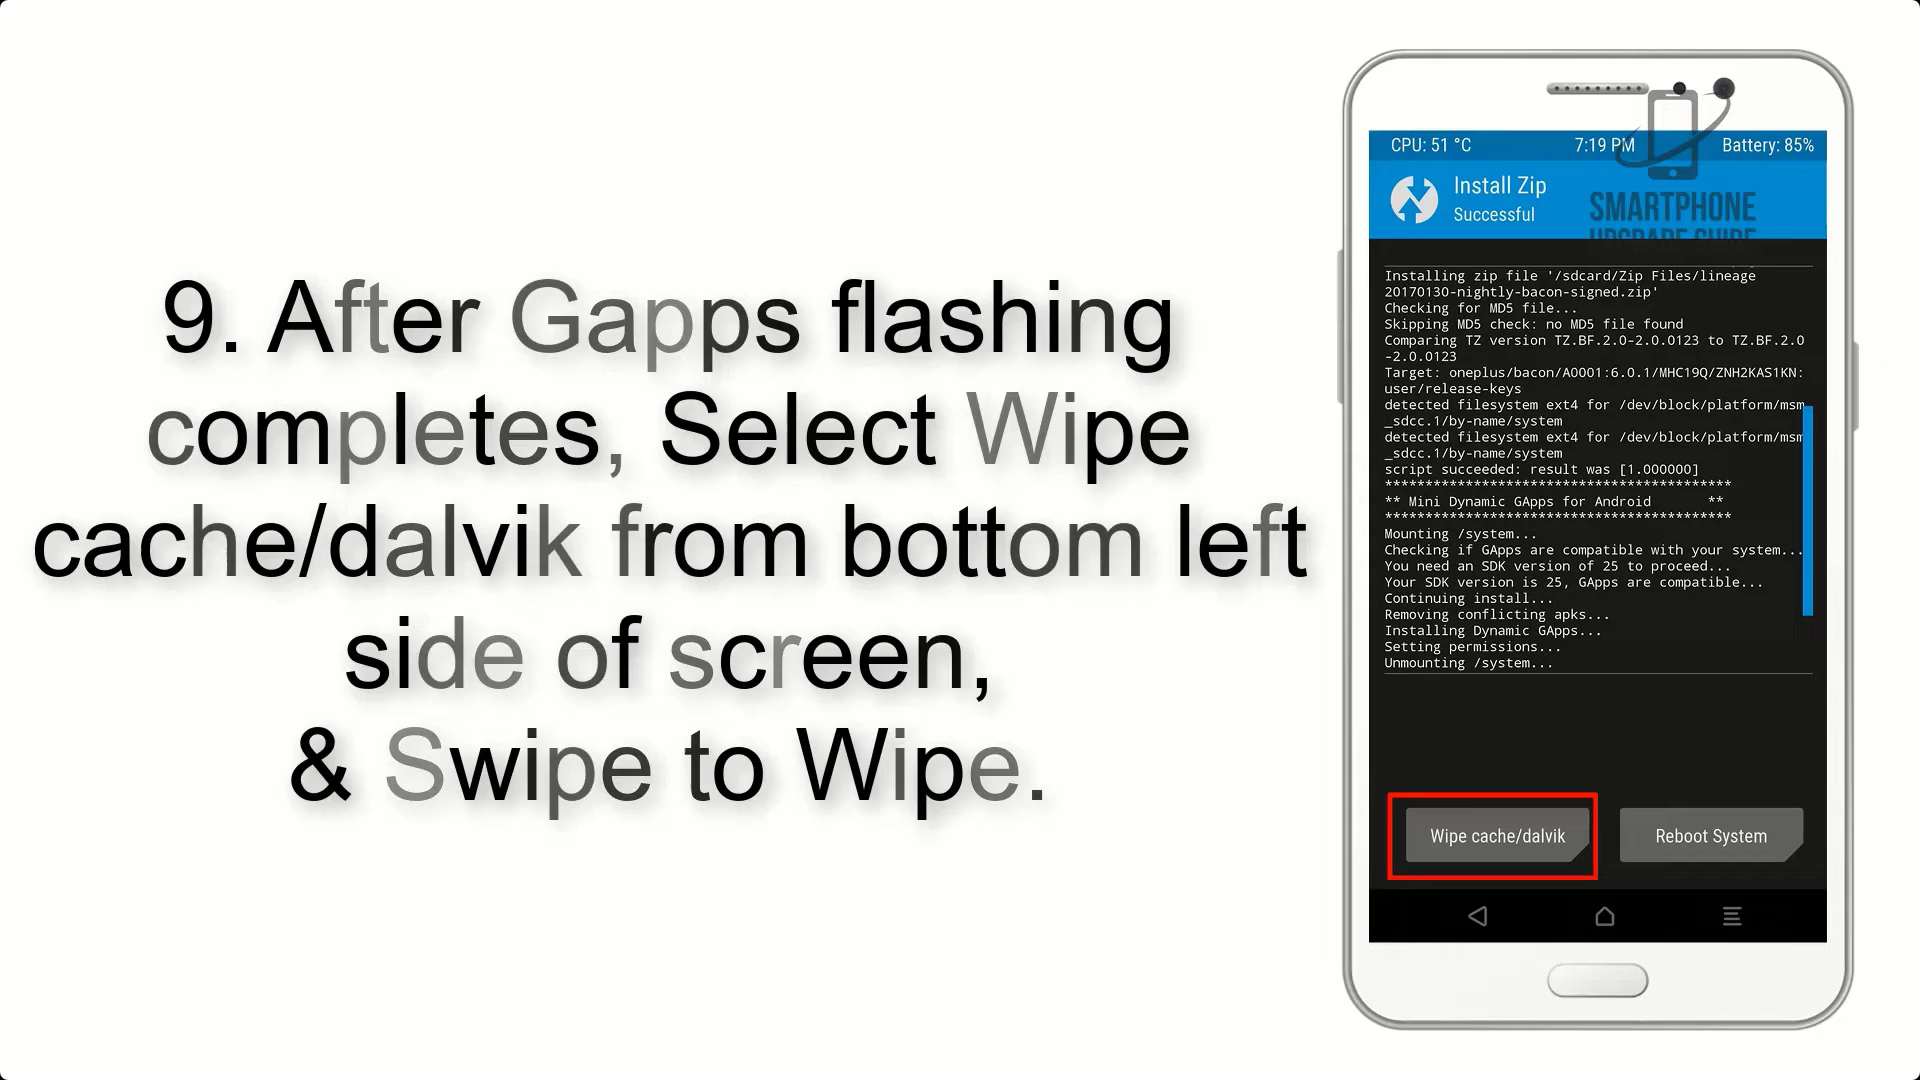 9. After Gapps flashing
completes, Select Wipe
cache/dalvik from bottom left
side of screen,
& Swipe to Wipe.
CPU: 51 °C 7:19 PM Battery: 85%
Install Zip
Successful
SMARTPHONE
UPGRADE GUIDE
Installing zip file '/sdcard/Zip Files/lineage
20170130-nightly-bacon-signed.zip'
Checking for MD5 file...
Skipping MD5 check: no MD5 file found
Comparing TZ version TZ.BF.2.0-2.0.0123 to TZ.BF.2.0
-2.0.0123
Target: oneplus/bacon/A0001:6.0.1/MHC19Q/ZNH2KAS1KN:
user/release-keys
detected filesystem ext4 for /dev/block/platform/msm
_sdcc.1/by-name/system
detected filesystem ext4 for /dev/block/platform/msm
_sdcc.1/by-name/system
script succeeded: result was [1.000000]
*******************************************
** Mini Dynamic GApps for Android **
*******************************************
Mounting /system...
Checking if GApps are compatible with your system...
You need an SDK version of 25 to proceed...
Your SDK version is 25, GApps are compatible...
Continuing install...
Removing conflicting apks...
Installing Dynamic GApps...
Setting permissions...
Unmounting /system...
Wipe cache/dalvik
Reboot System